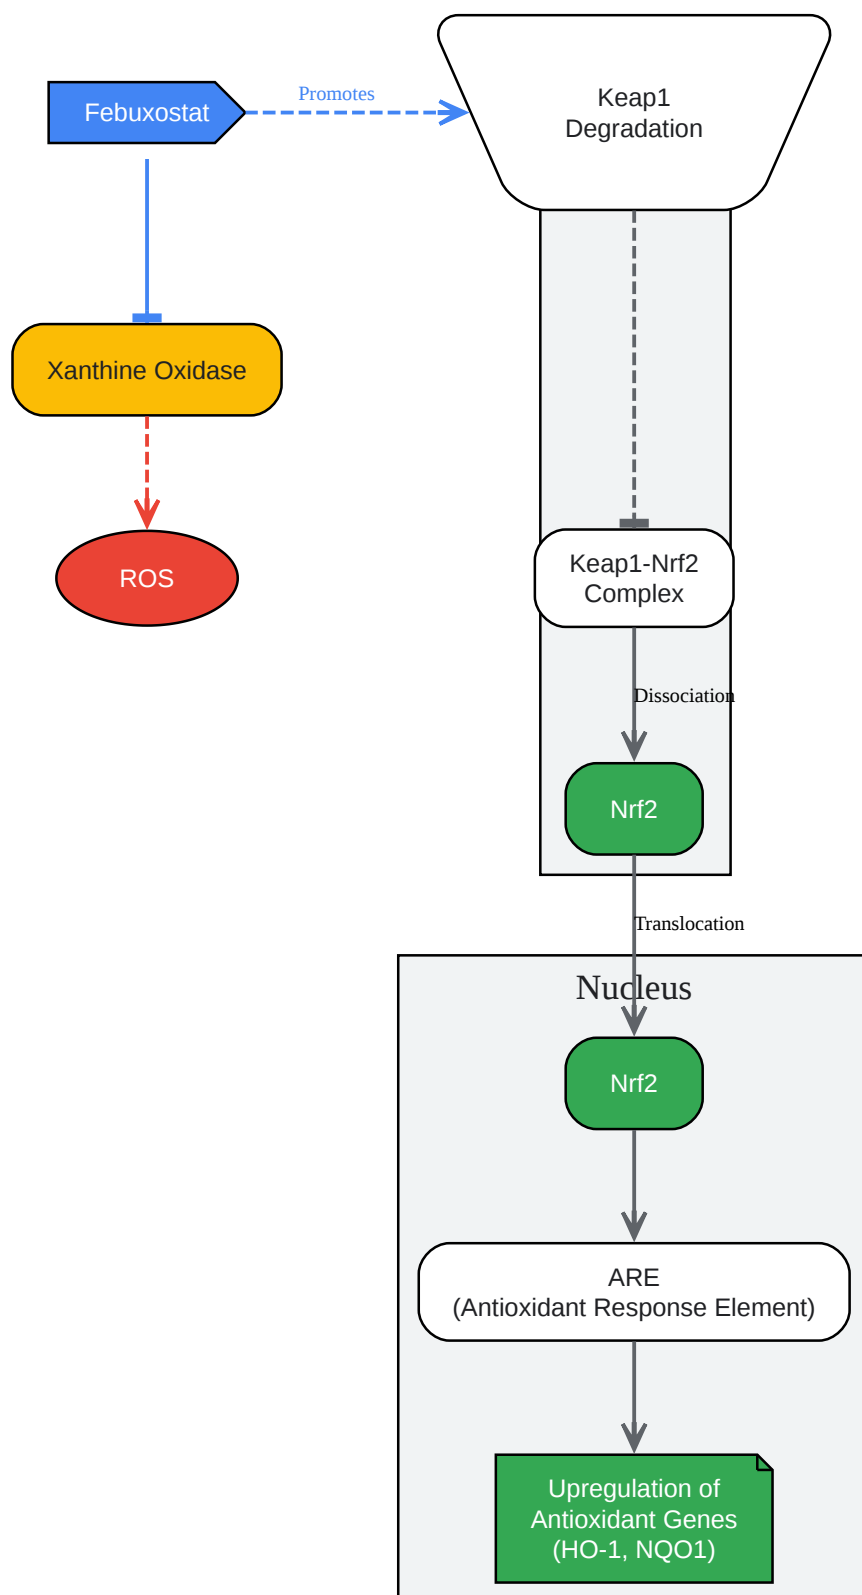 Promotes
Febuxostat
Keap1
Degradation
Xanthine Oxidase
ROS
Keap1-Nrf2
Complex
Dissociation
Nrf2
Translocation
Nucleus
Nrf2
ARE
(Antioxidant Response Element)
Upregulation of
Antioxidant Genes
(HO-1, NQO1)